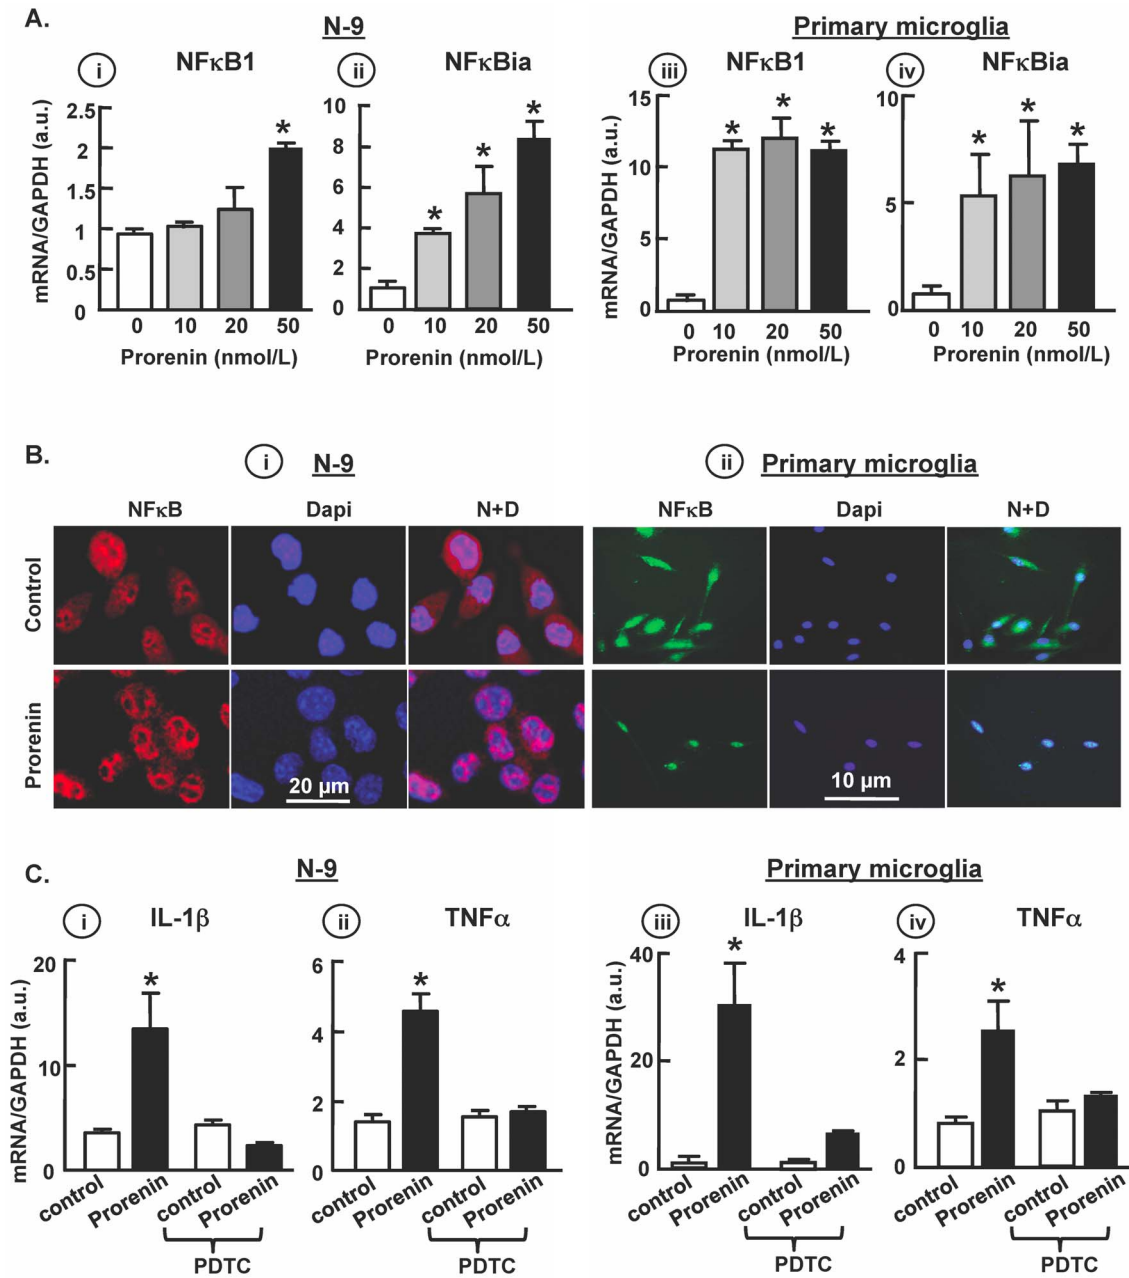 A.
N-9
Primary microglia
i
NFκB1
ii
NFκBia
iii
NFκB1
iv
NFκBia
mRNA/GAPDH (a.u.)
2.5
2
1.5
1
0.5
0
*
0 10 20 50
Prorenin (nmol/L)
10
8
6
4
2
0
* * *
0 10 20 50
Prorenin (nmol/L)
mRNA/GAPDH (a.u.)
15
10
5
0
* * *
0 10 20 50
Prorenin (nmol/L)
10
5
0
* * *
0 10 20 50
Prorenin (nmol/L)
B.
i N-9
ii Primary microglia
NFκB Dapi N+D
NFκB Dapi N+D
Control
Prorenin
20 µm
10 µm
C.
N-9
Primary microglia
i
IL-1β
ii
TNFα
iii
IL-1β
iv
TNFα
mRNA/GAPDH (a.u.)
20
10
0
*
control Prorenin control Prorenin
PDTC
6
4
2
0
*
control Prorenin control Prorenin
PDTC
mRNA/GAPDH (a.u.)
40
20
0
*
control Prorenin control Prorenin
PDTC
4
2
0
*
control Prorenin control Prorenin
PDTC